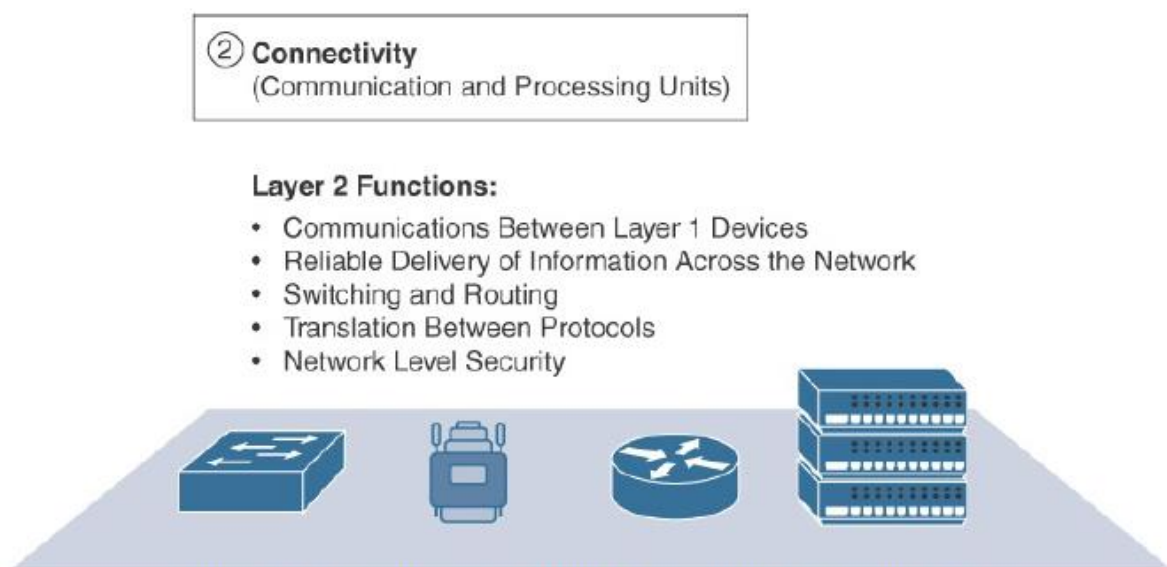 ② Connectivity
(Communication and Processing Units)
Layer 2 Functions:
• Communications Between Layer 1 Devices
• Reliable Delivery of Information Across the Network
• Switching and Routing
• Translation Between Protocols
• Network Level Security